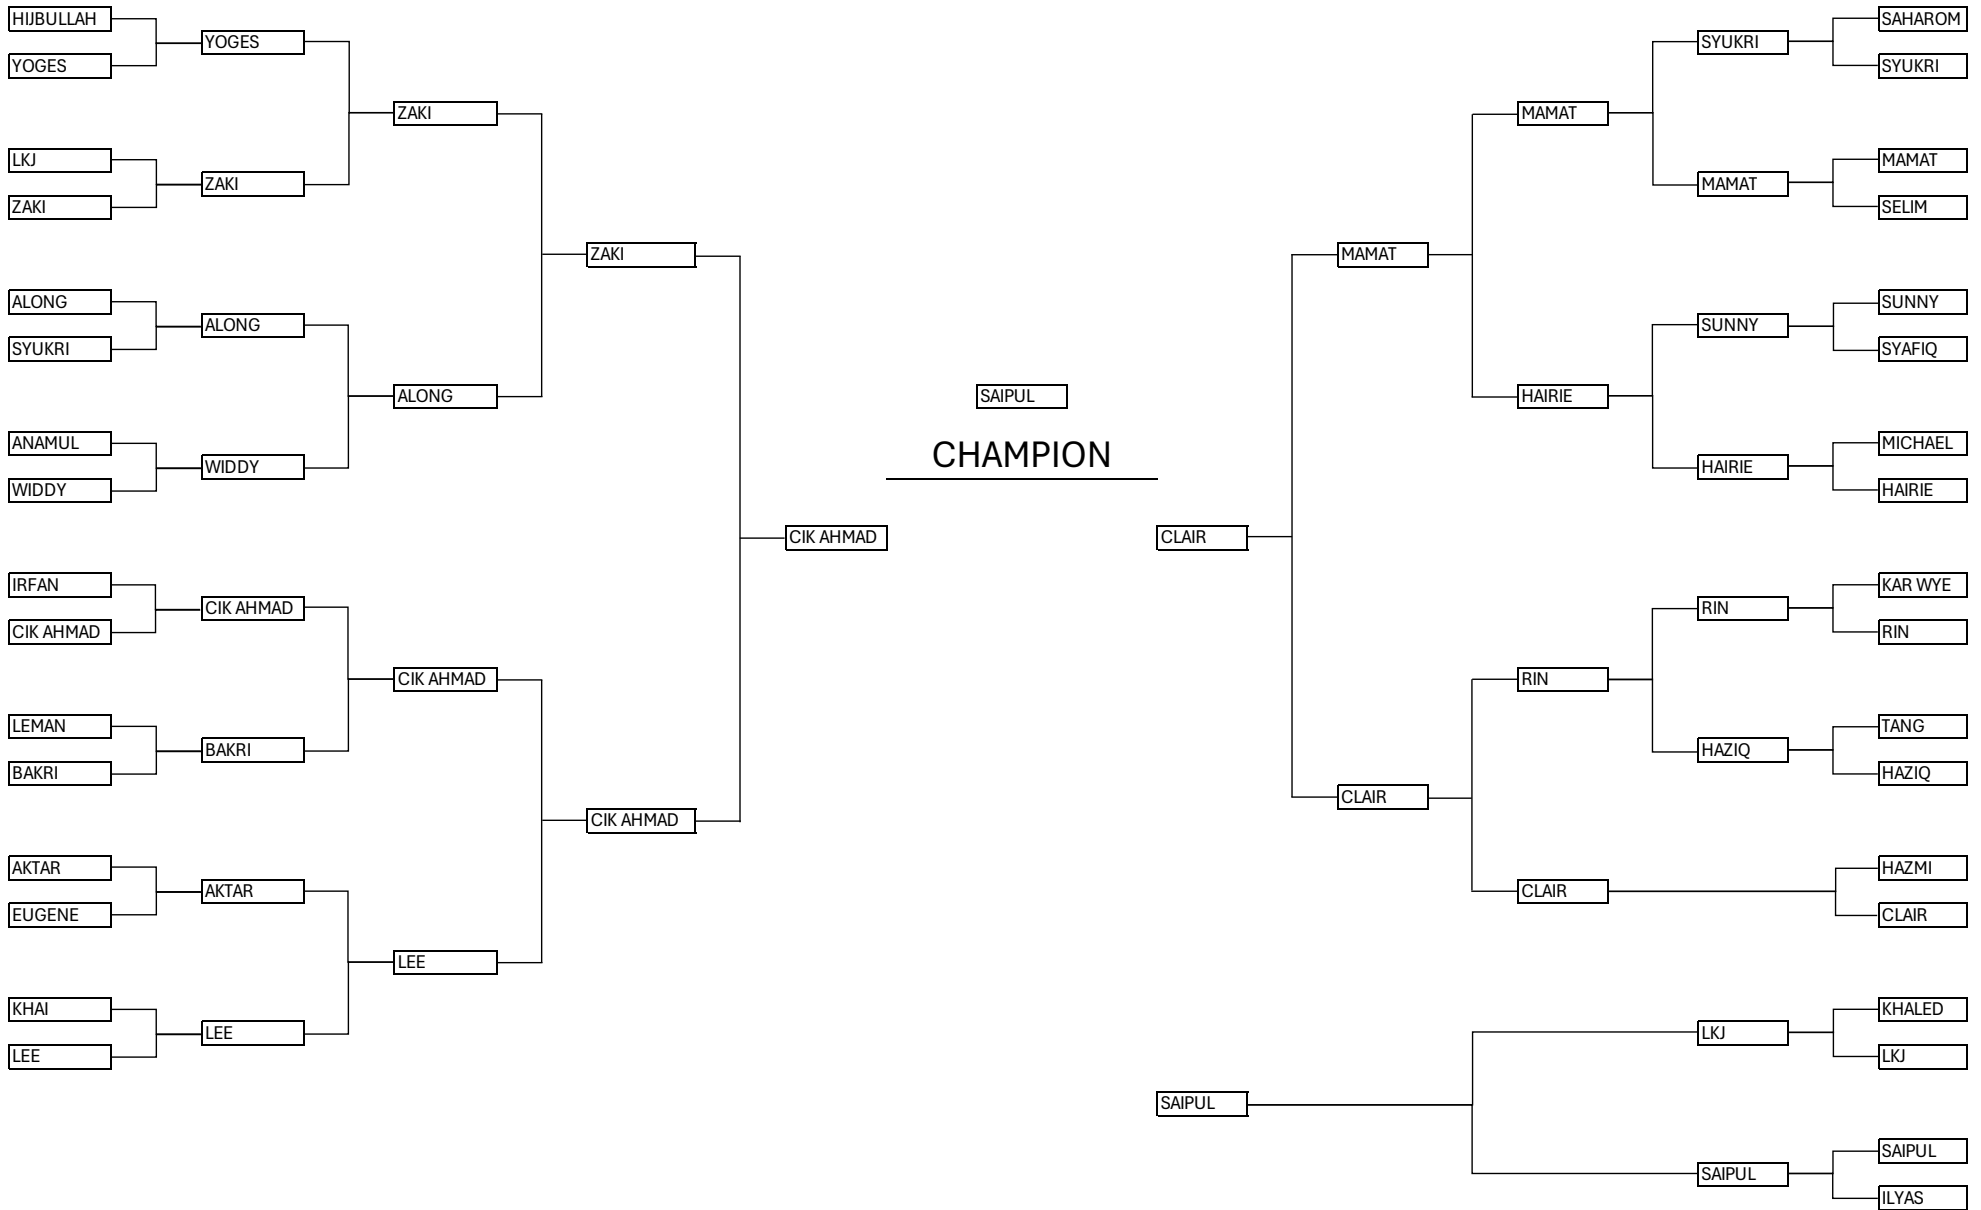 HIJBULLAH
YOGES
LKJ
ZAKI
ALONG
SYUKRI
ANAMUL
WIDDY
IRFAN
CIK AHMAD
LEMAN
BAKRI
AKTAR
EUGENE
KHAI
LEE
YOGES
ZAKI
ALONG
WIDDY
CIK AHMAD
BAKRI
AKTAR
LEE
ZAKI
ALONG
CIK AHMAD
LEE
ZAKI
CIK AHMAD
CIK AHMAD
SAIPUL
CHAMPION
CLAIR
SAIPUL
MAMAT
CLAIR
MAMAT
HAIRIE
RIN
CLAIR
SYUKRI
MAMAT
SUNNY
HAIRIE
RIN
HAZIQ
LKJ
SAIPUL
SAHAROM
SYUKRI
MAMAT
SELIM
SUNNY
SYAFIQ
MICHAEL
HAIRIE
KAR WYE
RIN
TANG
HAZIQ
HAZMI
CLAIR
KHALED
LKJ
SAIPUL
ILYAS